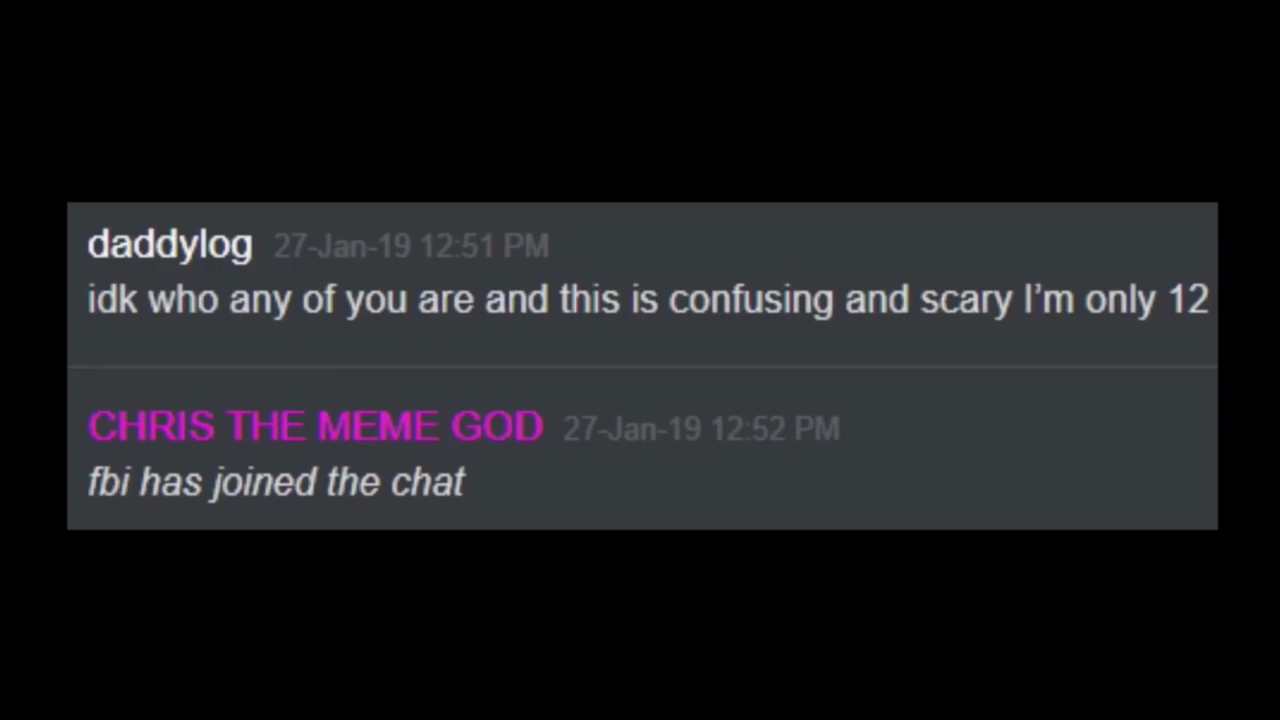 daddylog 27-Jan-19 12:51 PM
idk who any of you are and this is confusing and scary I'm only 12
CHRIS THE MEME GOD 27-Jan-19 12:52 PM
fbi has joined the chat